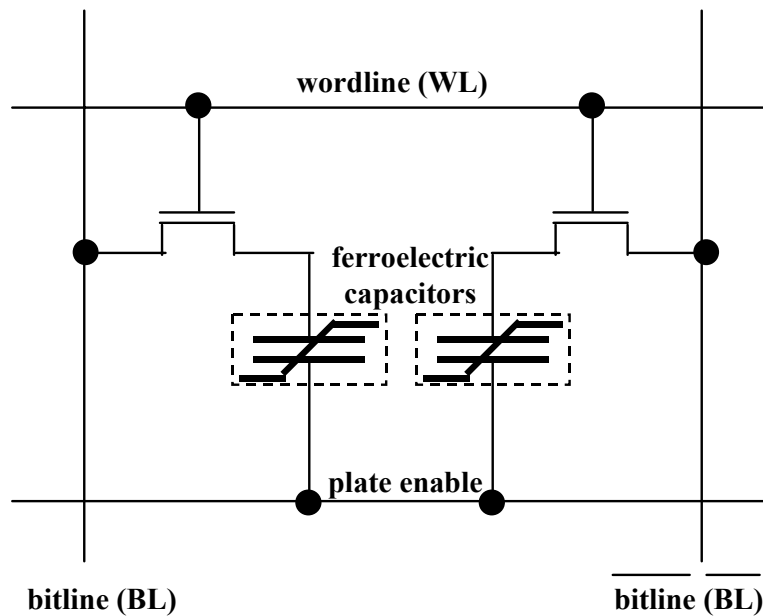 wordline (WL)
ferroelectric
capacitors
plate enable
bitline (BL)
bitline (BL)